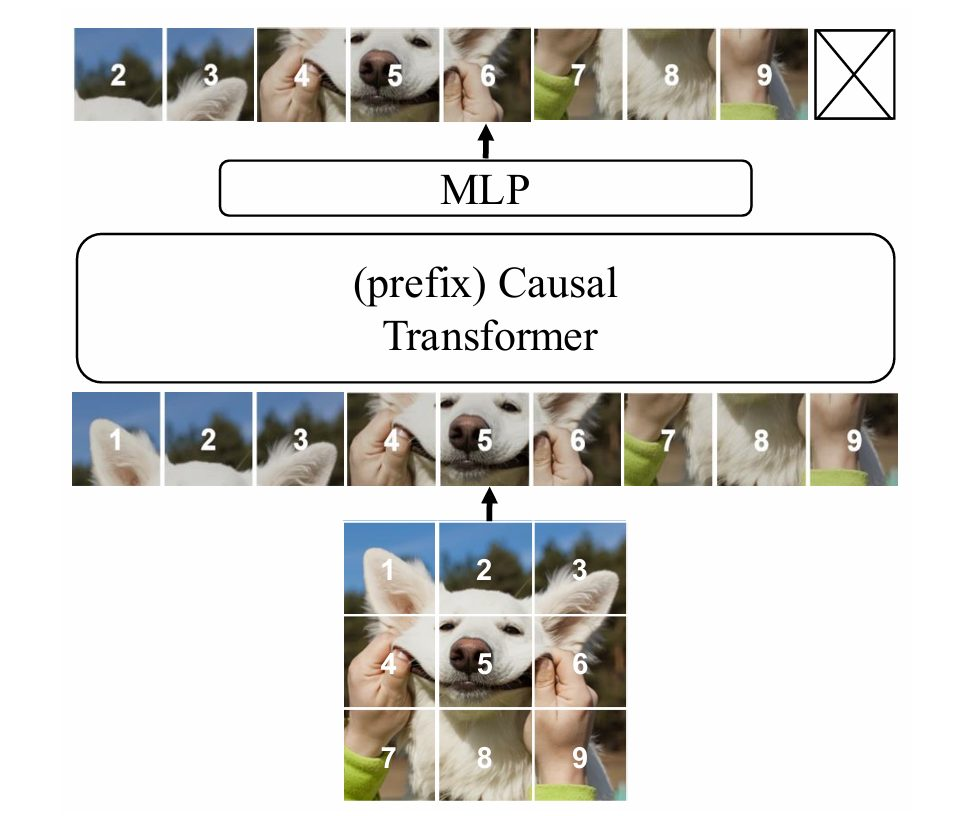 2 3 4 5 6 7 8 9
MLP
(prefix) Causal
Transformer
1 2 3 4 5 6 7 8 9
1 2 3
4 5 6
7 8 9